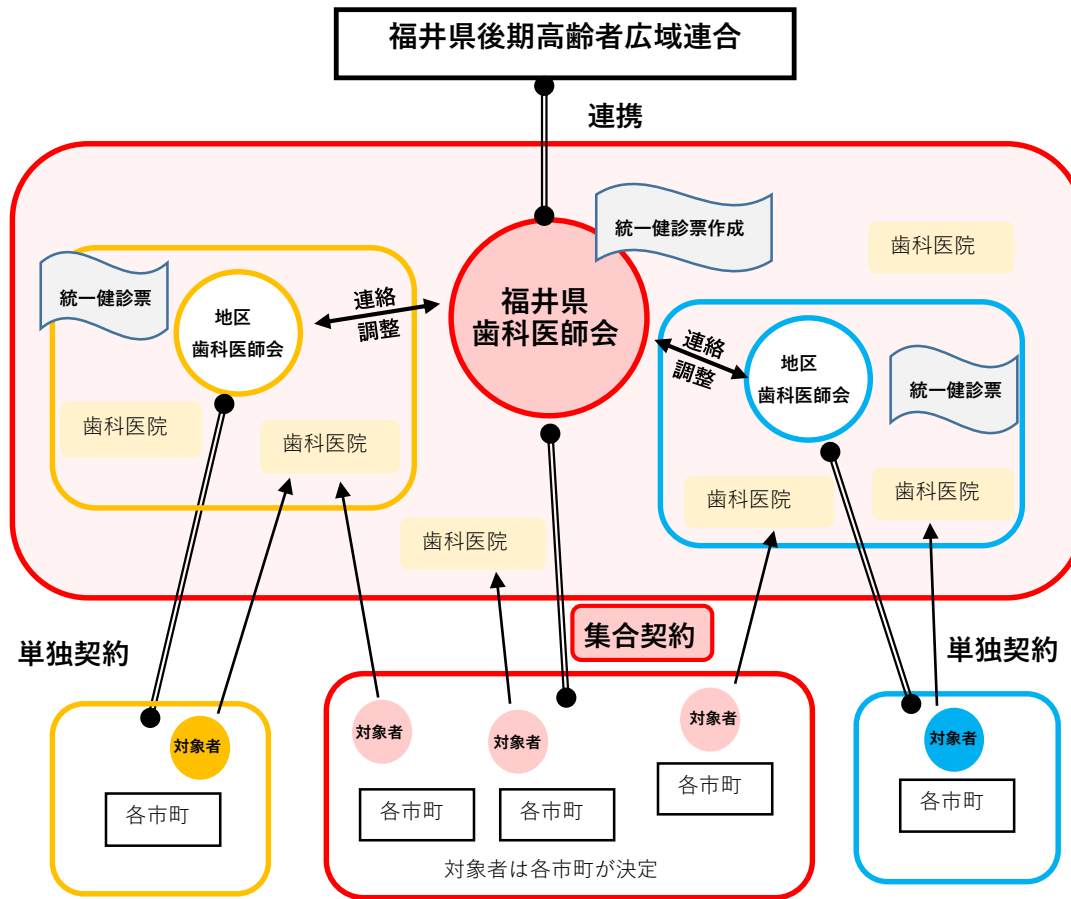 福井県後期高齢者広域連合
連携
統一健診票作成
歯科医院
統一健診票
地区
歯科医師会
連絡
調整
福井県
歯科医師会
連絡
調整
地区
歯科医師会
統一健診票
歯科医院
歯科医院
歯科医院
歯科医院
歯科医院
単独契約
集合契約
単独契約
対象者
対象者
対象者
対象者
対象者
各市町
各市町
各市町
各市町
各市町
対象者は各市町が決定